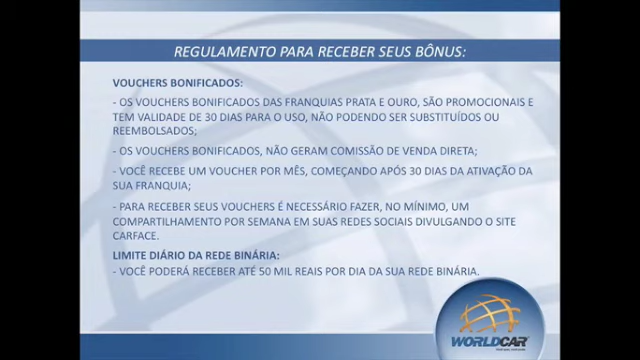 REGULAMENTO PARA RECEBER SEUS BÔNUS:
VOUCHERS BONIFICADOS:
- OS VOUCHERS BONIFICADOS DAS FRANQUIAS PRATA E OURO, SÃO PROMOCIONAIS E
TEM VALIDADE DE 30 DIAS PARA O USO, NÃO PODENDO SER SUBSTITUÍDOS OU
REEMBOLSADOS;
- OS VOUCHERS BONIFICADOS, NÃO GERAM COMISSÃO DE VENDA DIRETA;
- VOCÊ RECEBE UM VOUCHER POR MÊS, COMEÇANDO APÓS 30 DIAS DA ATIVAÇÃO DA
SUA FRANQUIA;
- PARA RECEBER SEUS VOUCHERS É NECESSÁRIO FAZER, NO MÍNIMO, UM
COMPARTILHAMENTO POR SEMANA EM SUAS REDES SOCIAIS DIVULGANDO O SITE
CARFACE.
LIMITE DIÁRIO DA REDE BINÁRIA:
- VOCÊ PODERÁ RECEBER ATÉ 50 MIL REAIS POR DIA DA SUA REDE BINÁRIA.
WORLDCAR